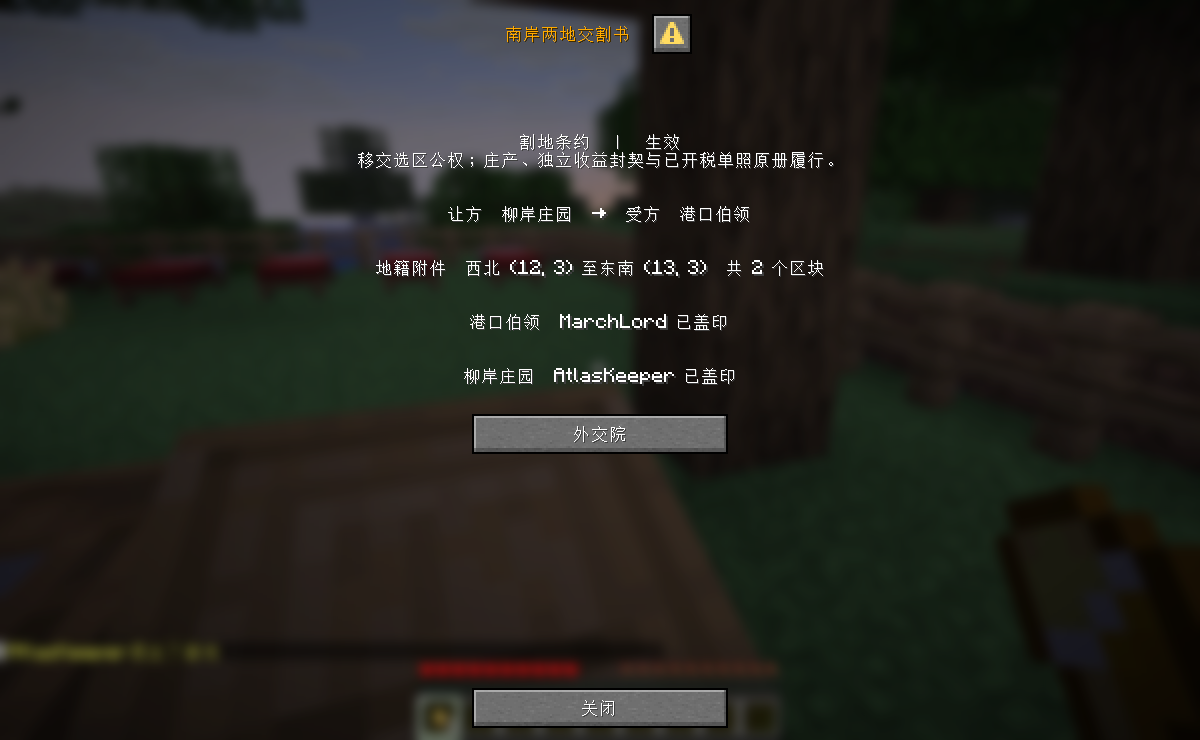 南岸两地交割书
割地条约 | 生效
移交选区公权；庄产、独立收益封契与已开税单照原册履行。
让方 柳岸庄园 → 受方 港口伯领
地籍附件 西北 (12, 3) 至东南 (13, 3) 共 2 个区块
港口伯领 MarchLord 已盖印
柳岸庄园 AtlasKeeper 已盖印
外交院
关闭